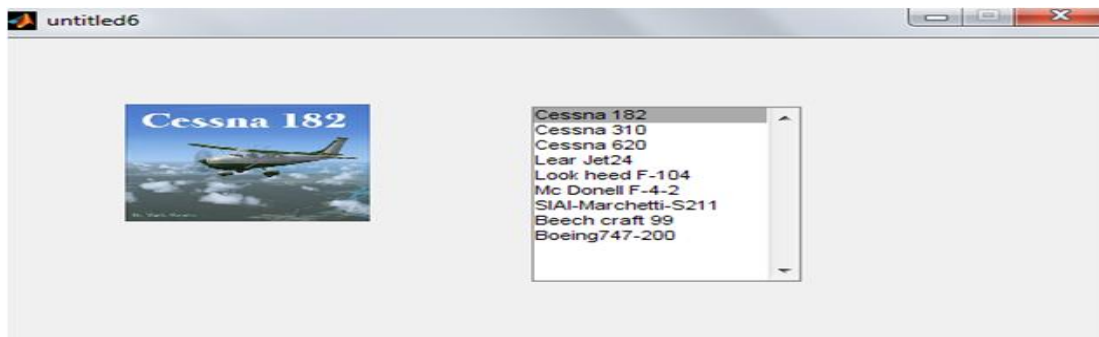 untitled6
Cessna 182
Cessna 182
Cessna 310
Cessna 620
Lear Jet24
Look heed F-104
Mc Donell F-4-2
SIAI-Marchetti-S211
Beech craft 99
Boeing747-200